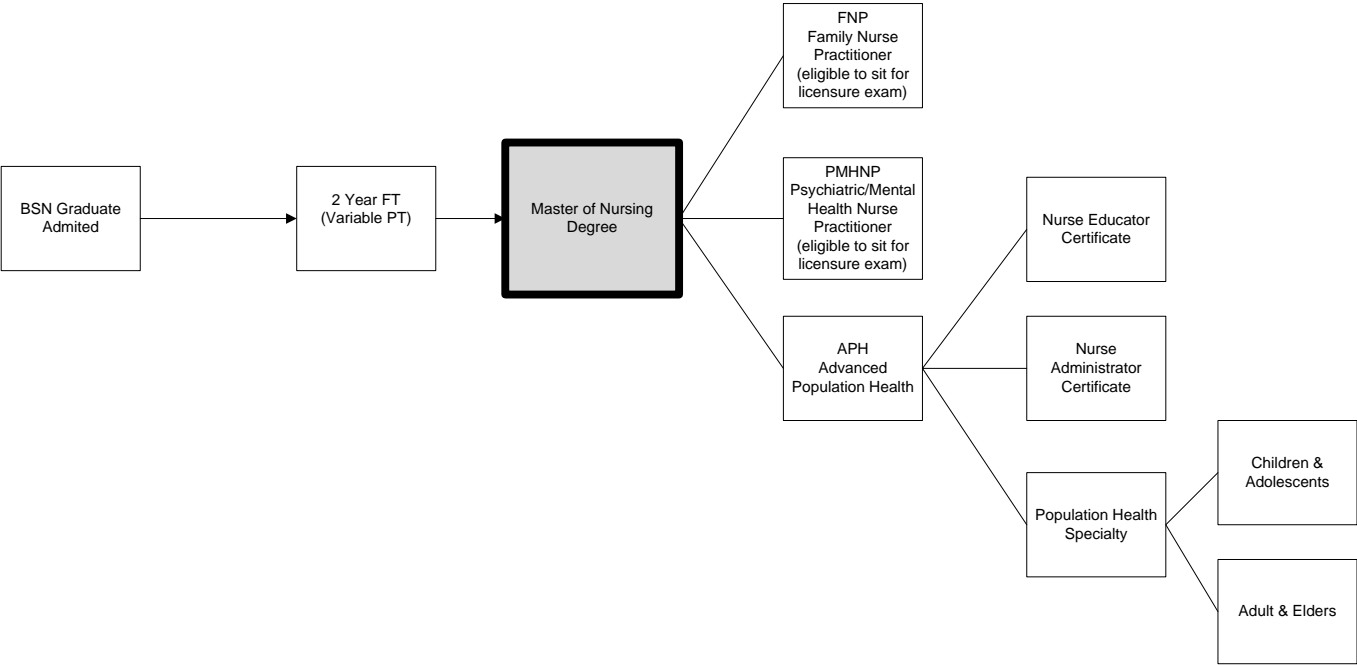 BSN Graduate
Admited
2 Year FT
(Variable PT)
Master of Nursing
Degree
FNP
Family Nurse
Practitioner
(eligible to sit for
licensure exam)
PMHNP
Psychiatric/Mental
Health Nurse
Practitioner
(eligible to sit for
licensure exam)
APH
Advanced
Population Health
Nurse Educator
Certificate
Nurse
Administrator
Certificate
Population Health
Specialty
Children &
Adolescents
Adult & Elders